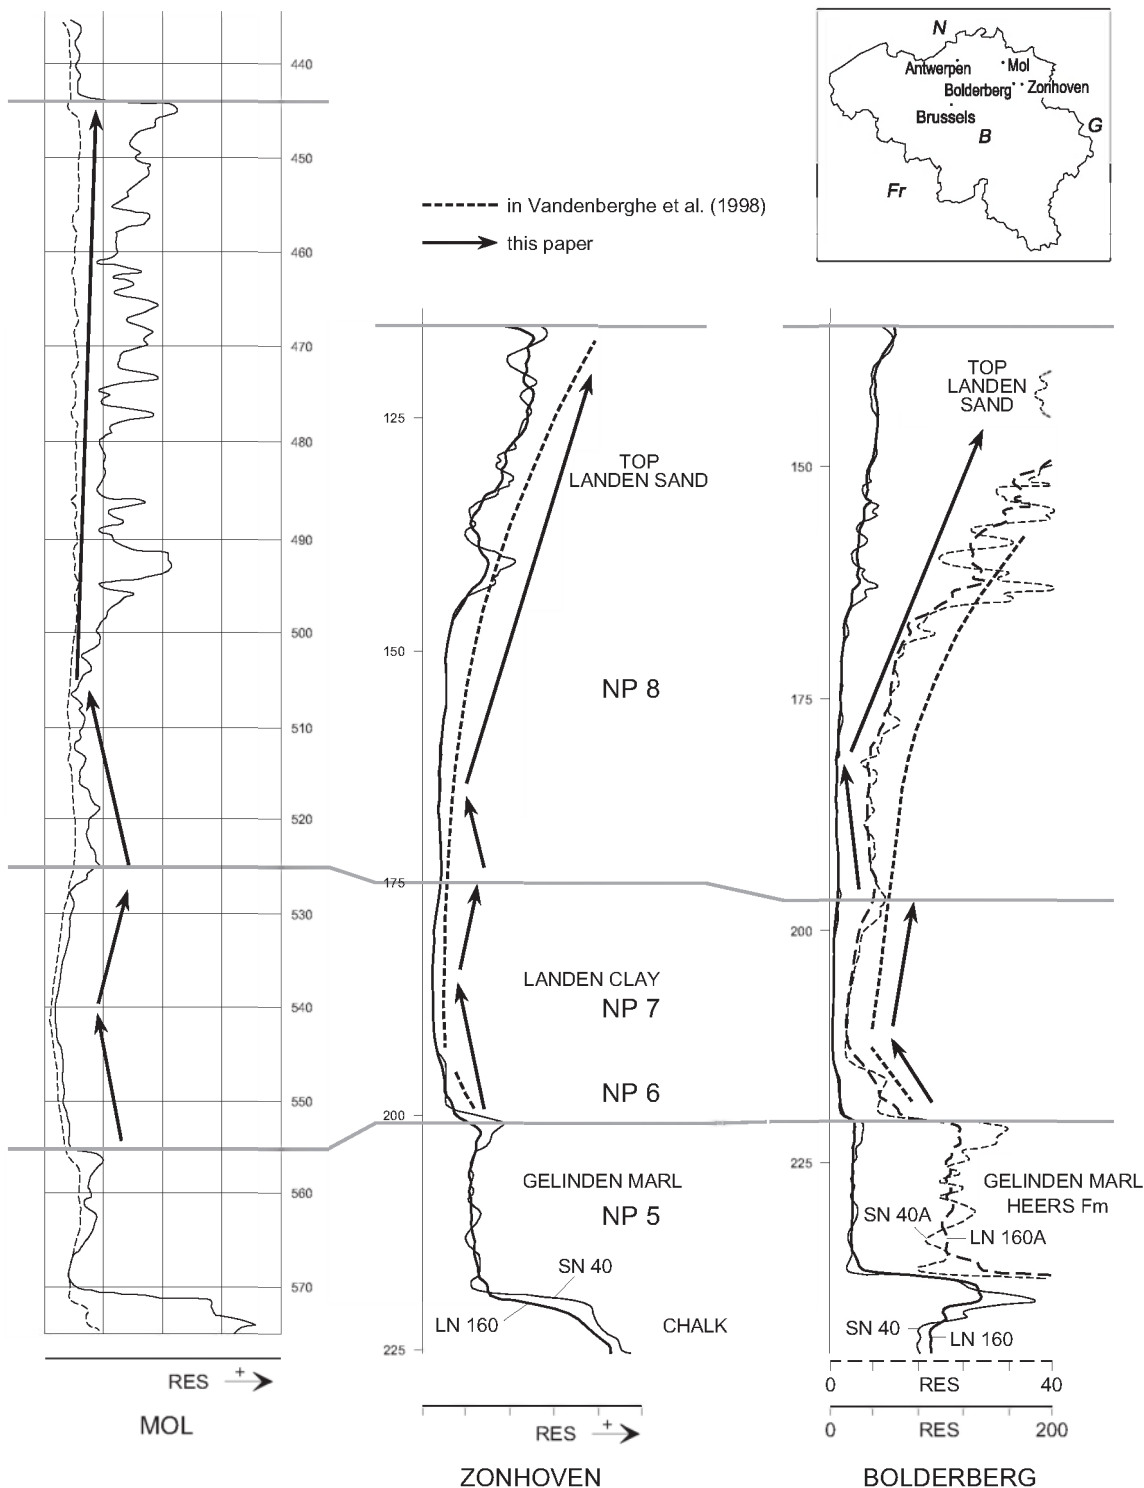 440
450
460
470
480
490
500
510
520
530
540
550
560
570
RES +
MOL
in Vandenberghe et al. (1998)
this paper
N
Antwerpen
Mol
Bolderberg
Zonhoven
Brussels
B
G
Fr
125
150
175
200
225
TOP
LANDEN SAND
NP 8
LANDEN CLAY
NP 7
NP 6
GELINDEN MARL
NP 5
SN 40
LN 160
CHALK
RES +
ZONHOVEN
TOP
LANDEN
SAND
150
175
200
225
GELINDEN MARL
HEERS Fm
SN 40A
LN 160A
SN 40
LN 160
0 RES 40
0 RES 200
BOLDERBERG